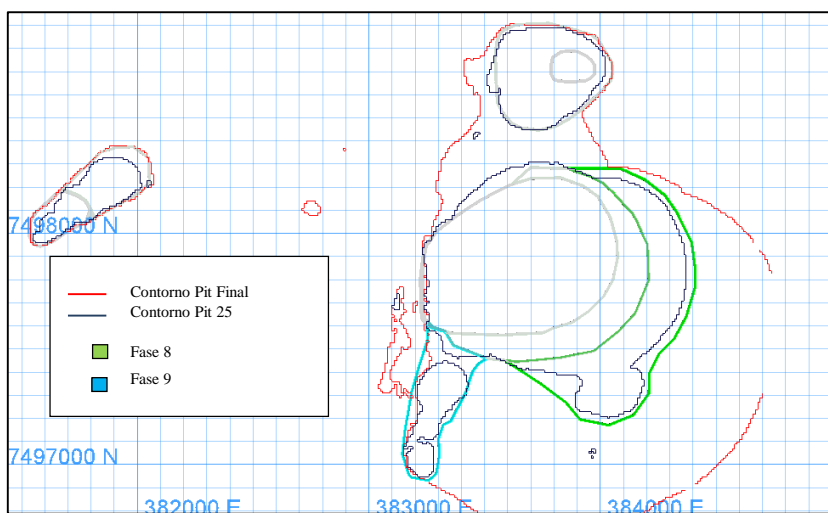 7498000 N
Contorno Pit Final
Contorno Pit 25
Fase 8
Fase 9
7497000 N
382000 E
383000 E
384000 E